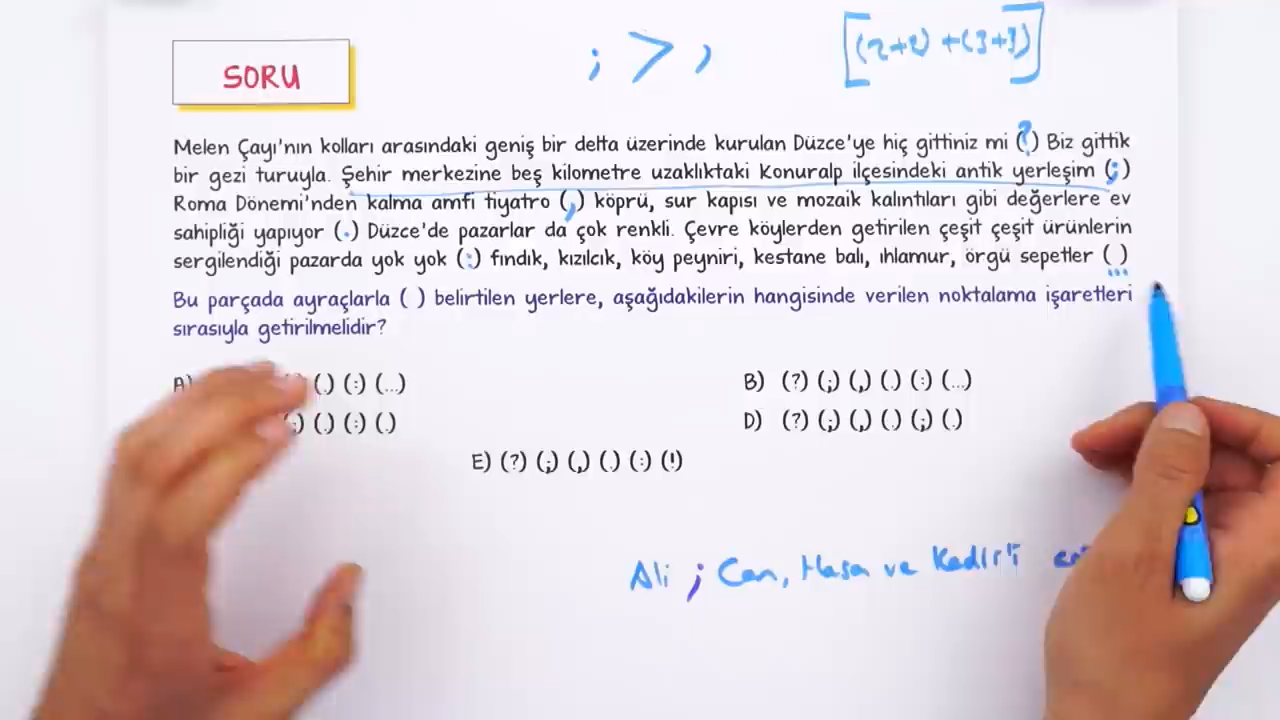 ; > , [(2+2) + (3+3)]
SORU
Melen Çayı'nın kolları arasındaki geniş bir delta üzerinde kurulan Düzce'ye hiç gittiniz mi (?) Biz gittik
bir gezi turuyla. Şehir merkezine beş kilometre uzaklıktaki Konuralp ilçesindeki antik yerleşim (;)
Roma Dönemi'nden kalma amfi tiyatro (,) köprü, sur kapısı ve mozaik kalıntıları gibi değerlere ev
sahipliği yapıyor (.) Düzce'de pazarlar da çok renkli. Çevre köylerden getirilen çeşit çeşit ürünlerin
sergilendiği pazarda yok yok (:) fındık, kızılcık, köy peyniri, kestane balı, ıhlamur, örgü sepetler ( )
...
Bu parçada ayraçlarla ( ) belirtilen yerlere, aşağıdakilerin hangisinde verilen noktalama işaretleri
sırasıyla getirilmelidir?
A) (.) (:) (...)
B) (?) (;) (,) (.) (:) (...)
(.) (:) (.)
D) (?) (;) (,) (.) (;) (.)
E) (?) (;) (,) (.) (:) (!)
Ali ; Can, Hasa ve Kadir'i